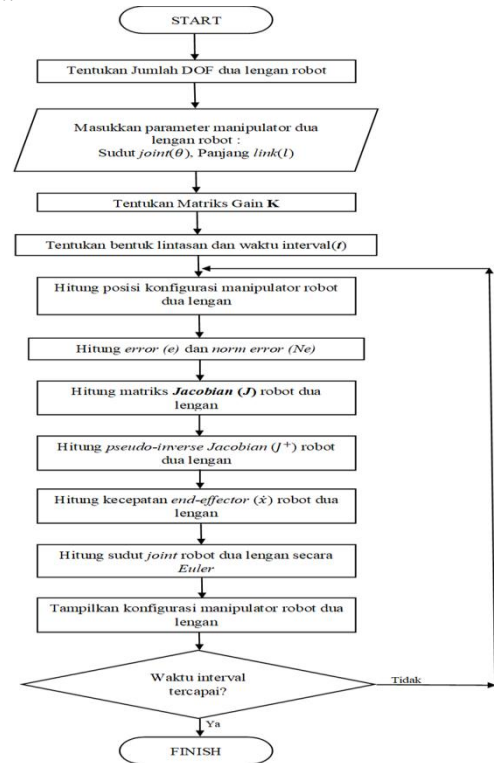 START
Tentukan Jumlah DOF dua lengan robot
Masukkan parameter manipulator dua
lengan robot :
Sudut joint(θ), Panjang link(l)
Tentukan Matriks Gain K
Tentukan bentuk lintasan dan waktu interval(t)
Hitung posisi konfigurasi manipulator robot
dua lengan
Hitung error (e) dan norm error (Ne)
Hitung matriks Jacobian (J) robot dua
lengan
Hitung pseudo-inverse Jacobian (J⁺) robot
dua lengan
Hitung kecepatan end-effector (ẋ) robot dua
lengan
Hitung sudut joint robot dua lengan secara
Euler
Tampilkan konfigurasi manipulator robot dua
lengan
Waktu interval
tercapai?
Tidak
Ya
FINISH